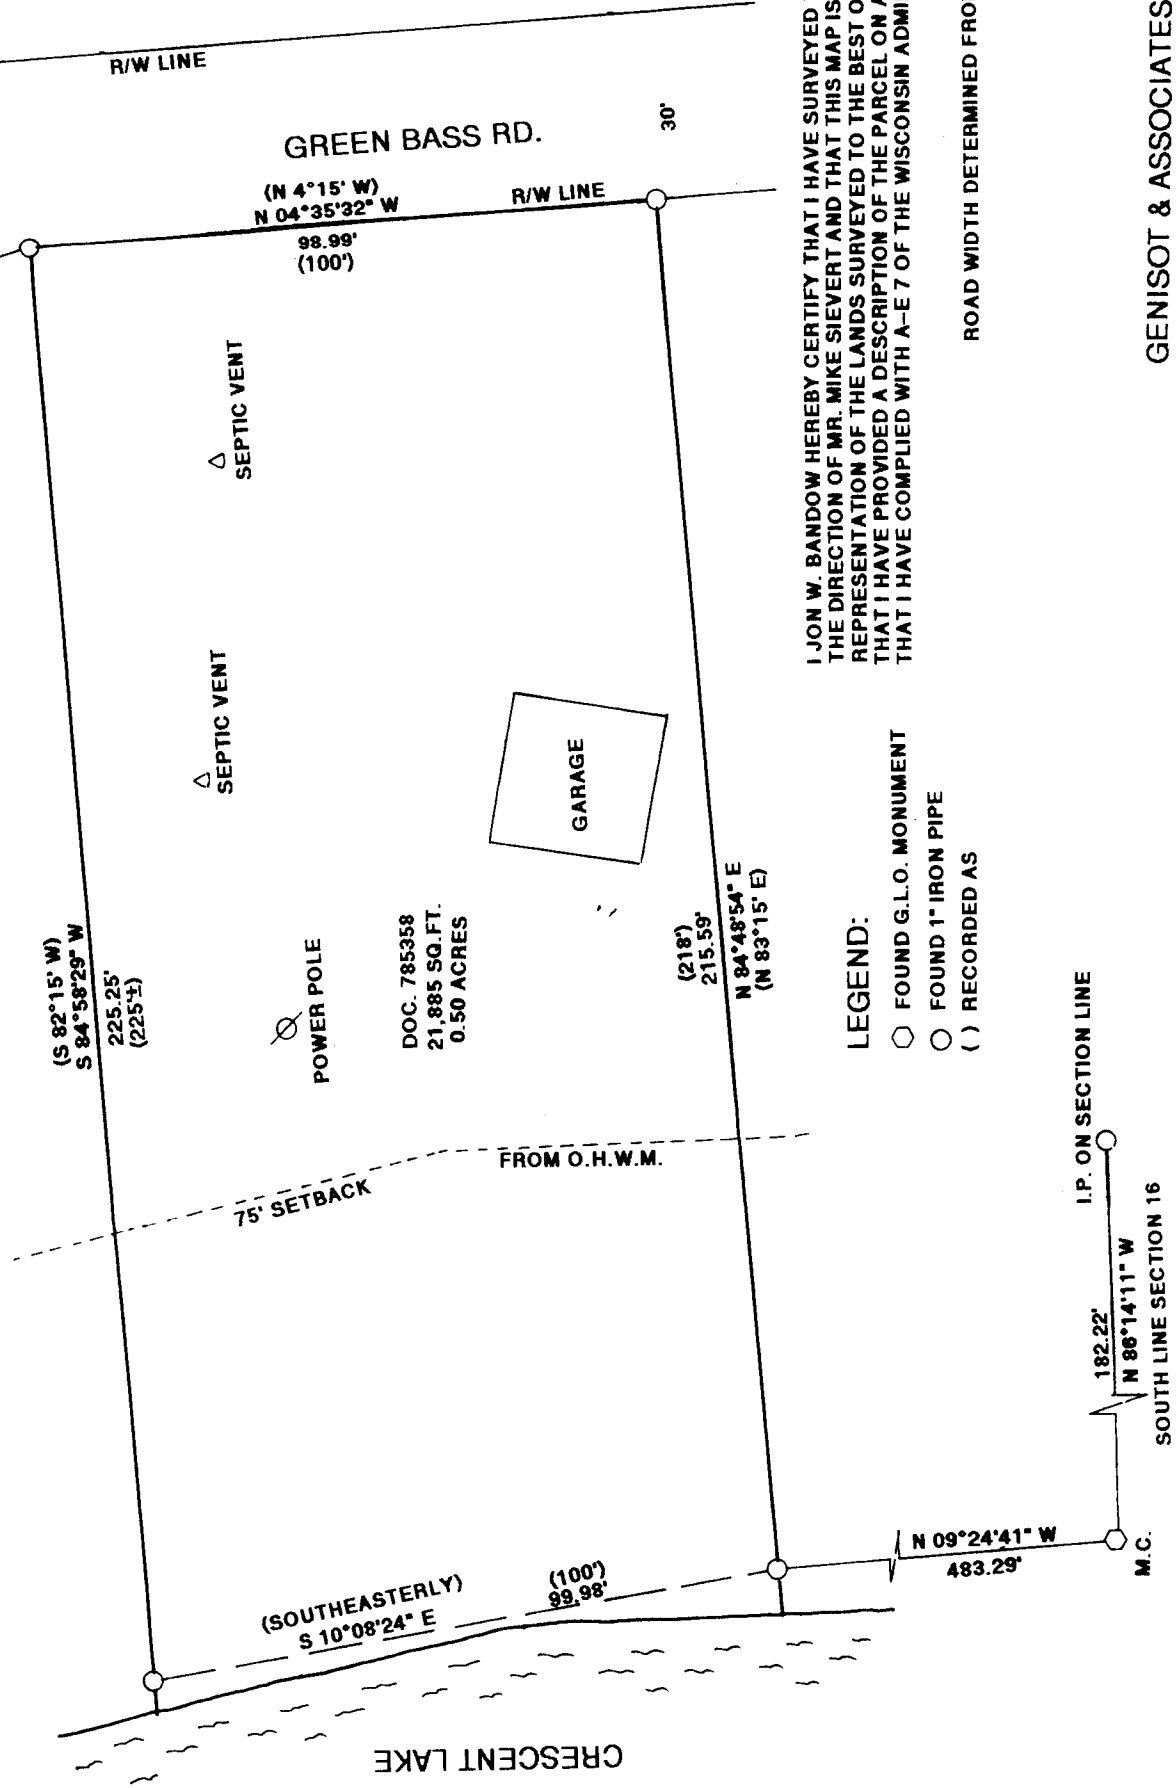 R/W LINE
GREEN BASS RD.
30'
(N 4°15' W)
N 04°35'32" W
R/W LINE
98.99'
(100')
SEPTIC VENT
SEPTIC VENT
GARAGE
(S 82°15' W)
S 84°58'29" W
225.25'
(225'±)
POWER POLE
DOC. 785358
21,885 SQ.FT.
0.50 ACRES
(218')
215.59'
N 84°48'54" E
(N 83°15' E)
75' SETBACK
FROM O.H.W.M.
(SOUTHEASTERLY)
S 10°08'24" E
(100')
99.98'
CRESCENT LAKE
I JON W. BANDOW HEREBY CERTIFY THAT I HAVE SURVEYED
THE DIRECTION OF MR. MIKE SIEVERT AND THAT THIS MAP IS
REPRESENTATION OF THE LANDS SURVEYED TO THE BEST O
THAT I HAVE PROVIDED A DESCRIPTION OF THE PARCEL ON A
THAT I HAVE COMPLIED WITH A-E 7 OF THE WISCONSIN ADMI
ROAD WIDTH DETERMINED FRO
GENISOT & ASSOCIATES
LEGEND:
FOUND G.L.O. MONUMENT
FOUND 1" IRON PIPE
( ) RECORDED AS
I.P. ON SECTION LINE
182.22'
N 86°14'11" W
SOUTH LINE SECTION 16
N 09°24'41" W
483.29'
M.C.